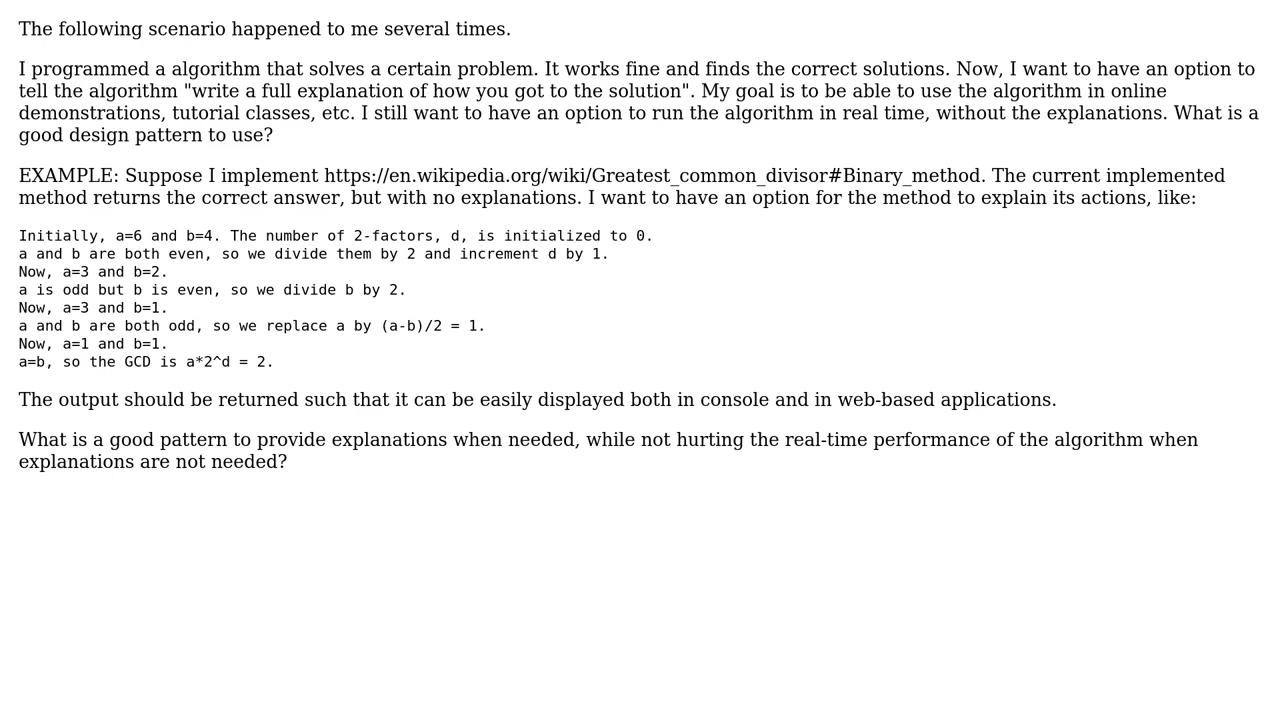 The following scenario happened to me several times.
I programmed a algorithm that solves a certain problem. It works fine and finds the correct solutions. Now, I want to have an option to
tell the algorithm "write a full explanation of how you got to the solution". My goal is to be able to use the algorithm in online
demonstrations, tutorial classes, etc. I still want to have an option to run the algorithm in real time, without the explanations. What is a
good design pattern to use?
EXAMPLE: Suppose I implement https://en.wikipedia.org/wiki/Greatest_common_divisor#Binary_method. The current implemented
method returns the correct answer, but with no explanations. I want to have an option for the method to explain its actions, like:
Initially, a=6 and b=4. The number of 2-factors, d, is initialized to 0.
a and b are both even, so we divide them by 2 and increment d by 1.
Now, a=3 and b=2.
a is odd but b is even, so we divide b by 2.
Now, a=3 and b=1.
a and b are both odd, so we replace a by (a-b)/2 = 1.
Now, a=1 and b=1.
a=b, so the GCD is a*2^d = 2.
The output should be returned such that it can be easily displayed both in console and in web-based applications.
What is a good pattern to provide explanations when needed, while not hurting the real-time performance of the algorithm when
explanations are not needed?